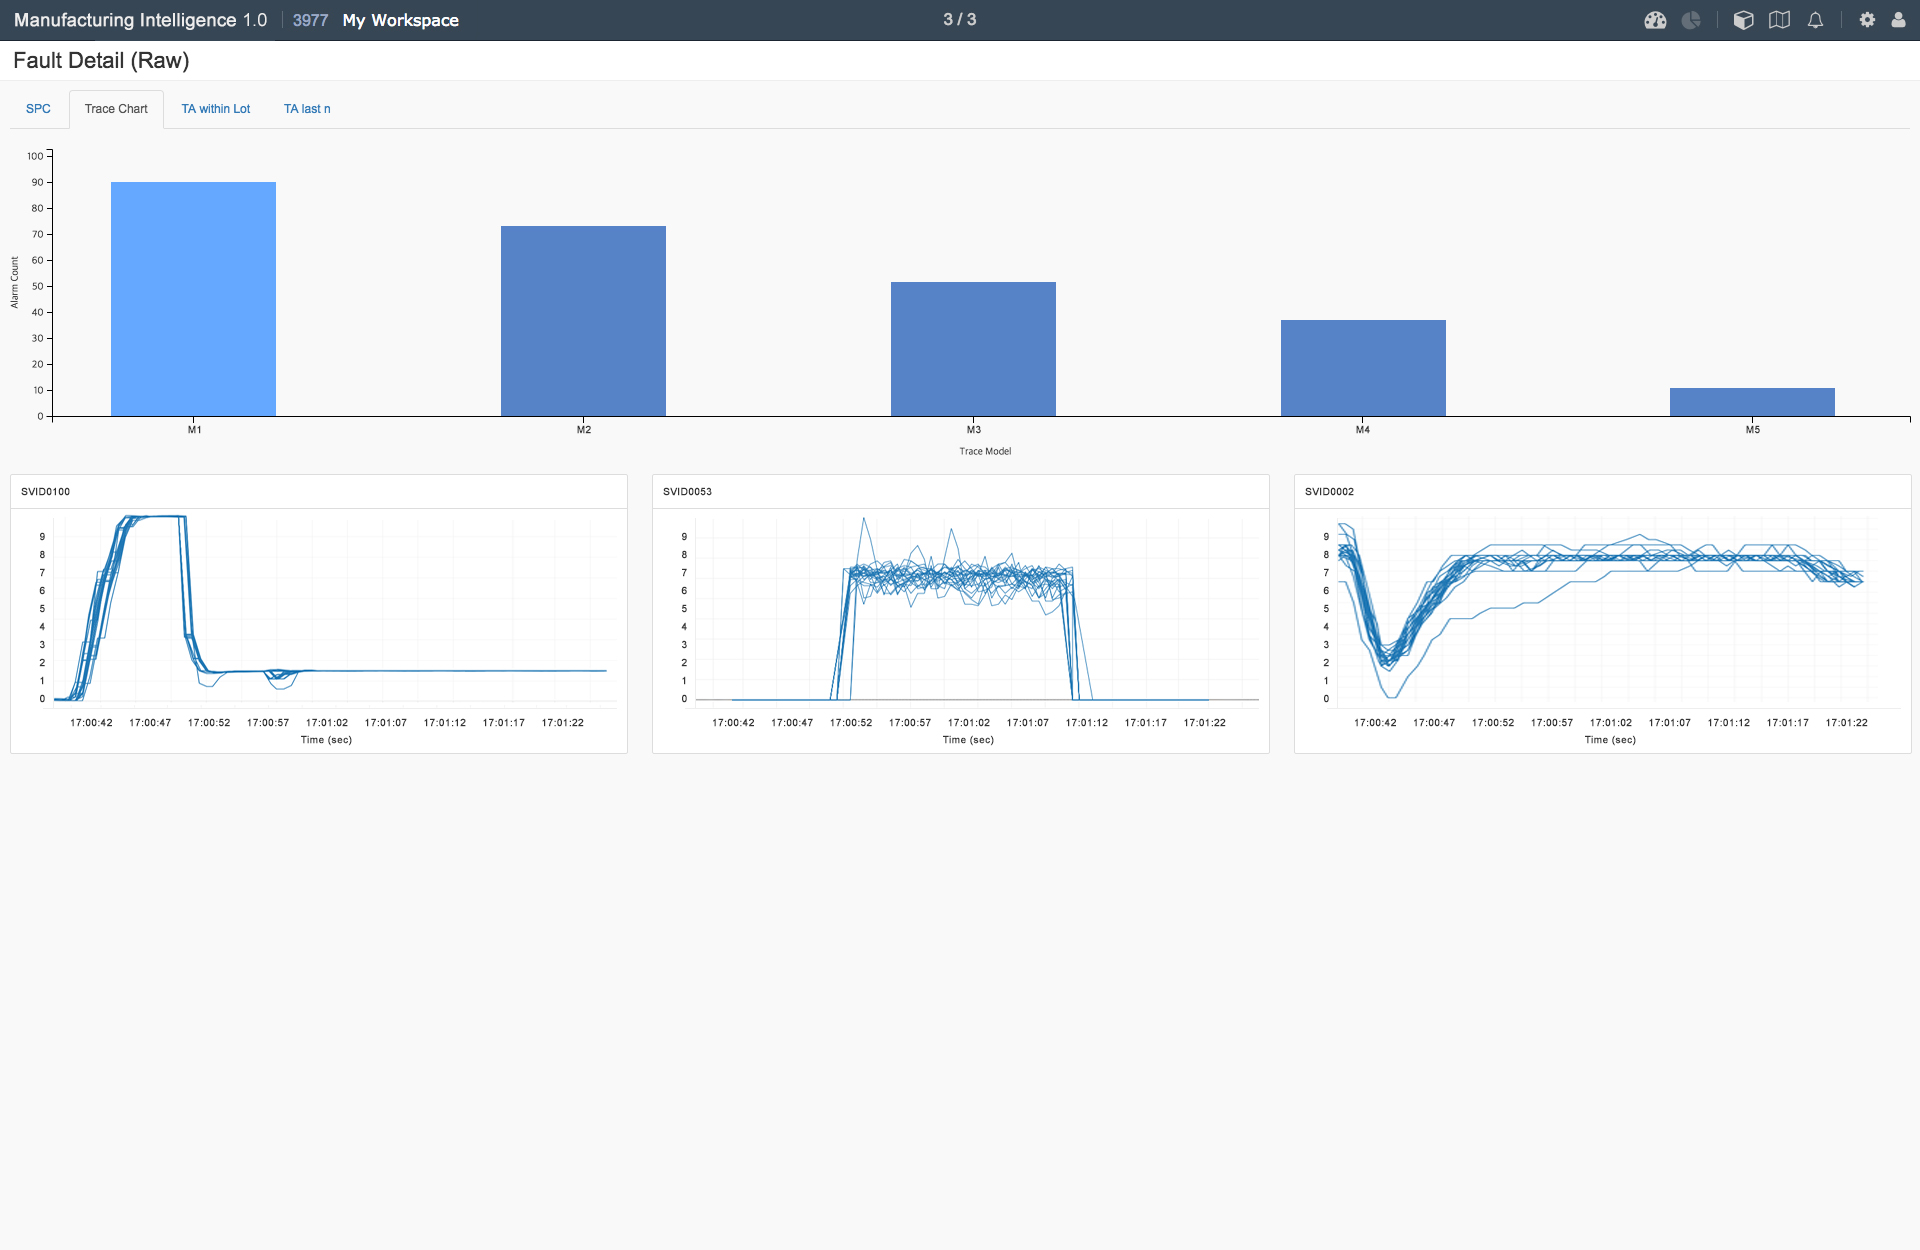 Manufacturing Intelligence 1.0 3977 My Workspace 3 / 3
Fault Detail (Raw)
SPC Trace Chart TA within Lot TA last n
100
90
80
70
60
50
40
30
20
10
0
Alarm Count
M1 M2 M3 M4 M5
Trace Model
SVID0100
9
8
7
6
5
4
3
2
1
0
17:00:42 17:00:47 17:00:52 17:00:57 17:01:02 17:01:07 17:01:12 17:01:17 17:01:22
Time (sec)
SVID0053
9
8
7
6
5
4
3
2
1
0
17:00:42 17:00:47 17:00:52 17:00:57 17:01:02 17:01:07 17:01:12 17:01:17 17:01:22
Time (sec)
SVID0002
9
8
7
6
5
4
3
2
1
0
17:00:42 17:00:47 17:00:52 17:00:57 17:01:02 17:01:07 17:01:12 17:01:17 17:01:22
Time (sec)